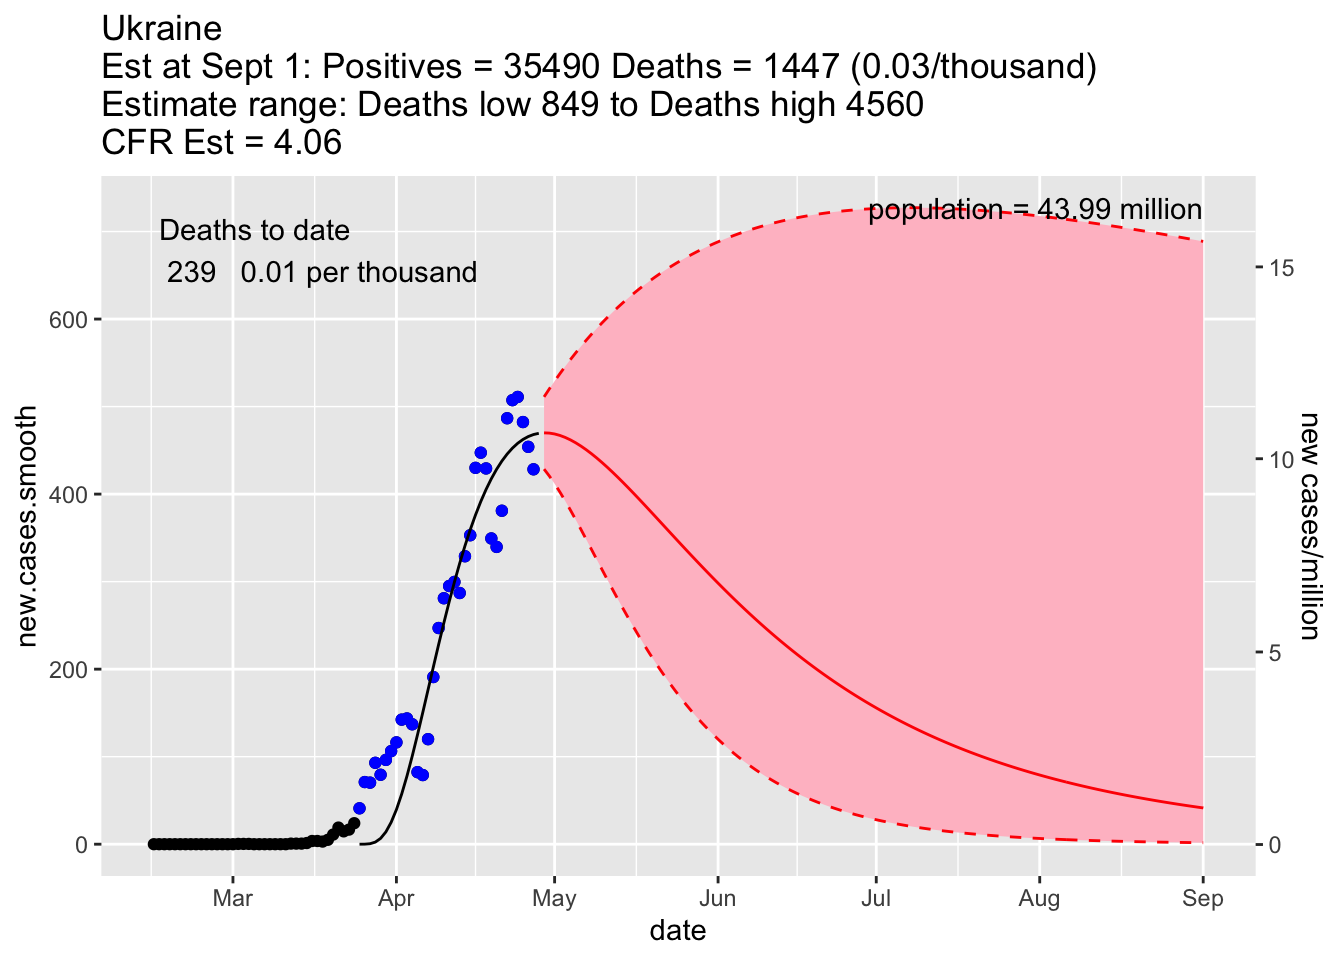 Ukraine
Est at Sept 1: Positives = 35490 Deaths = 1447 (0.03/thousand)
Estimate range: Deaths low 849 to Deaths high 4560
CFR Est = 4.06
population = 43.99 million
Deaths to date
239 0.01 per thousand
new.cases.smooth
600
400
200
0
15
10
5
0
new cases/million
Mar Apr May Jun Jul Aug Sep
date